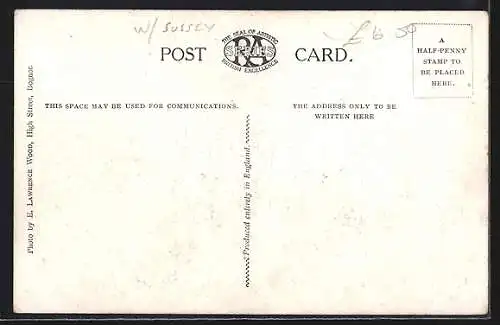 W/ SUSSEY
£6 50
THE SEAL OF ARTISTIC
RA
BRITISH EXCELLENCE
POST CARD.
A
HALF-PENNY
STAMP TO
BE PLACED
HERE.
THIS SPACE MAY BE USED FOR COMMUNICATIONS.
THE ADDRESS ONLY TO BE
WRITTEN HERE
Photo by E. LAWRENCE WOOD, High Street, Bognor.
Produced entirely in England.